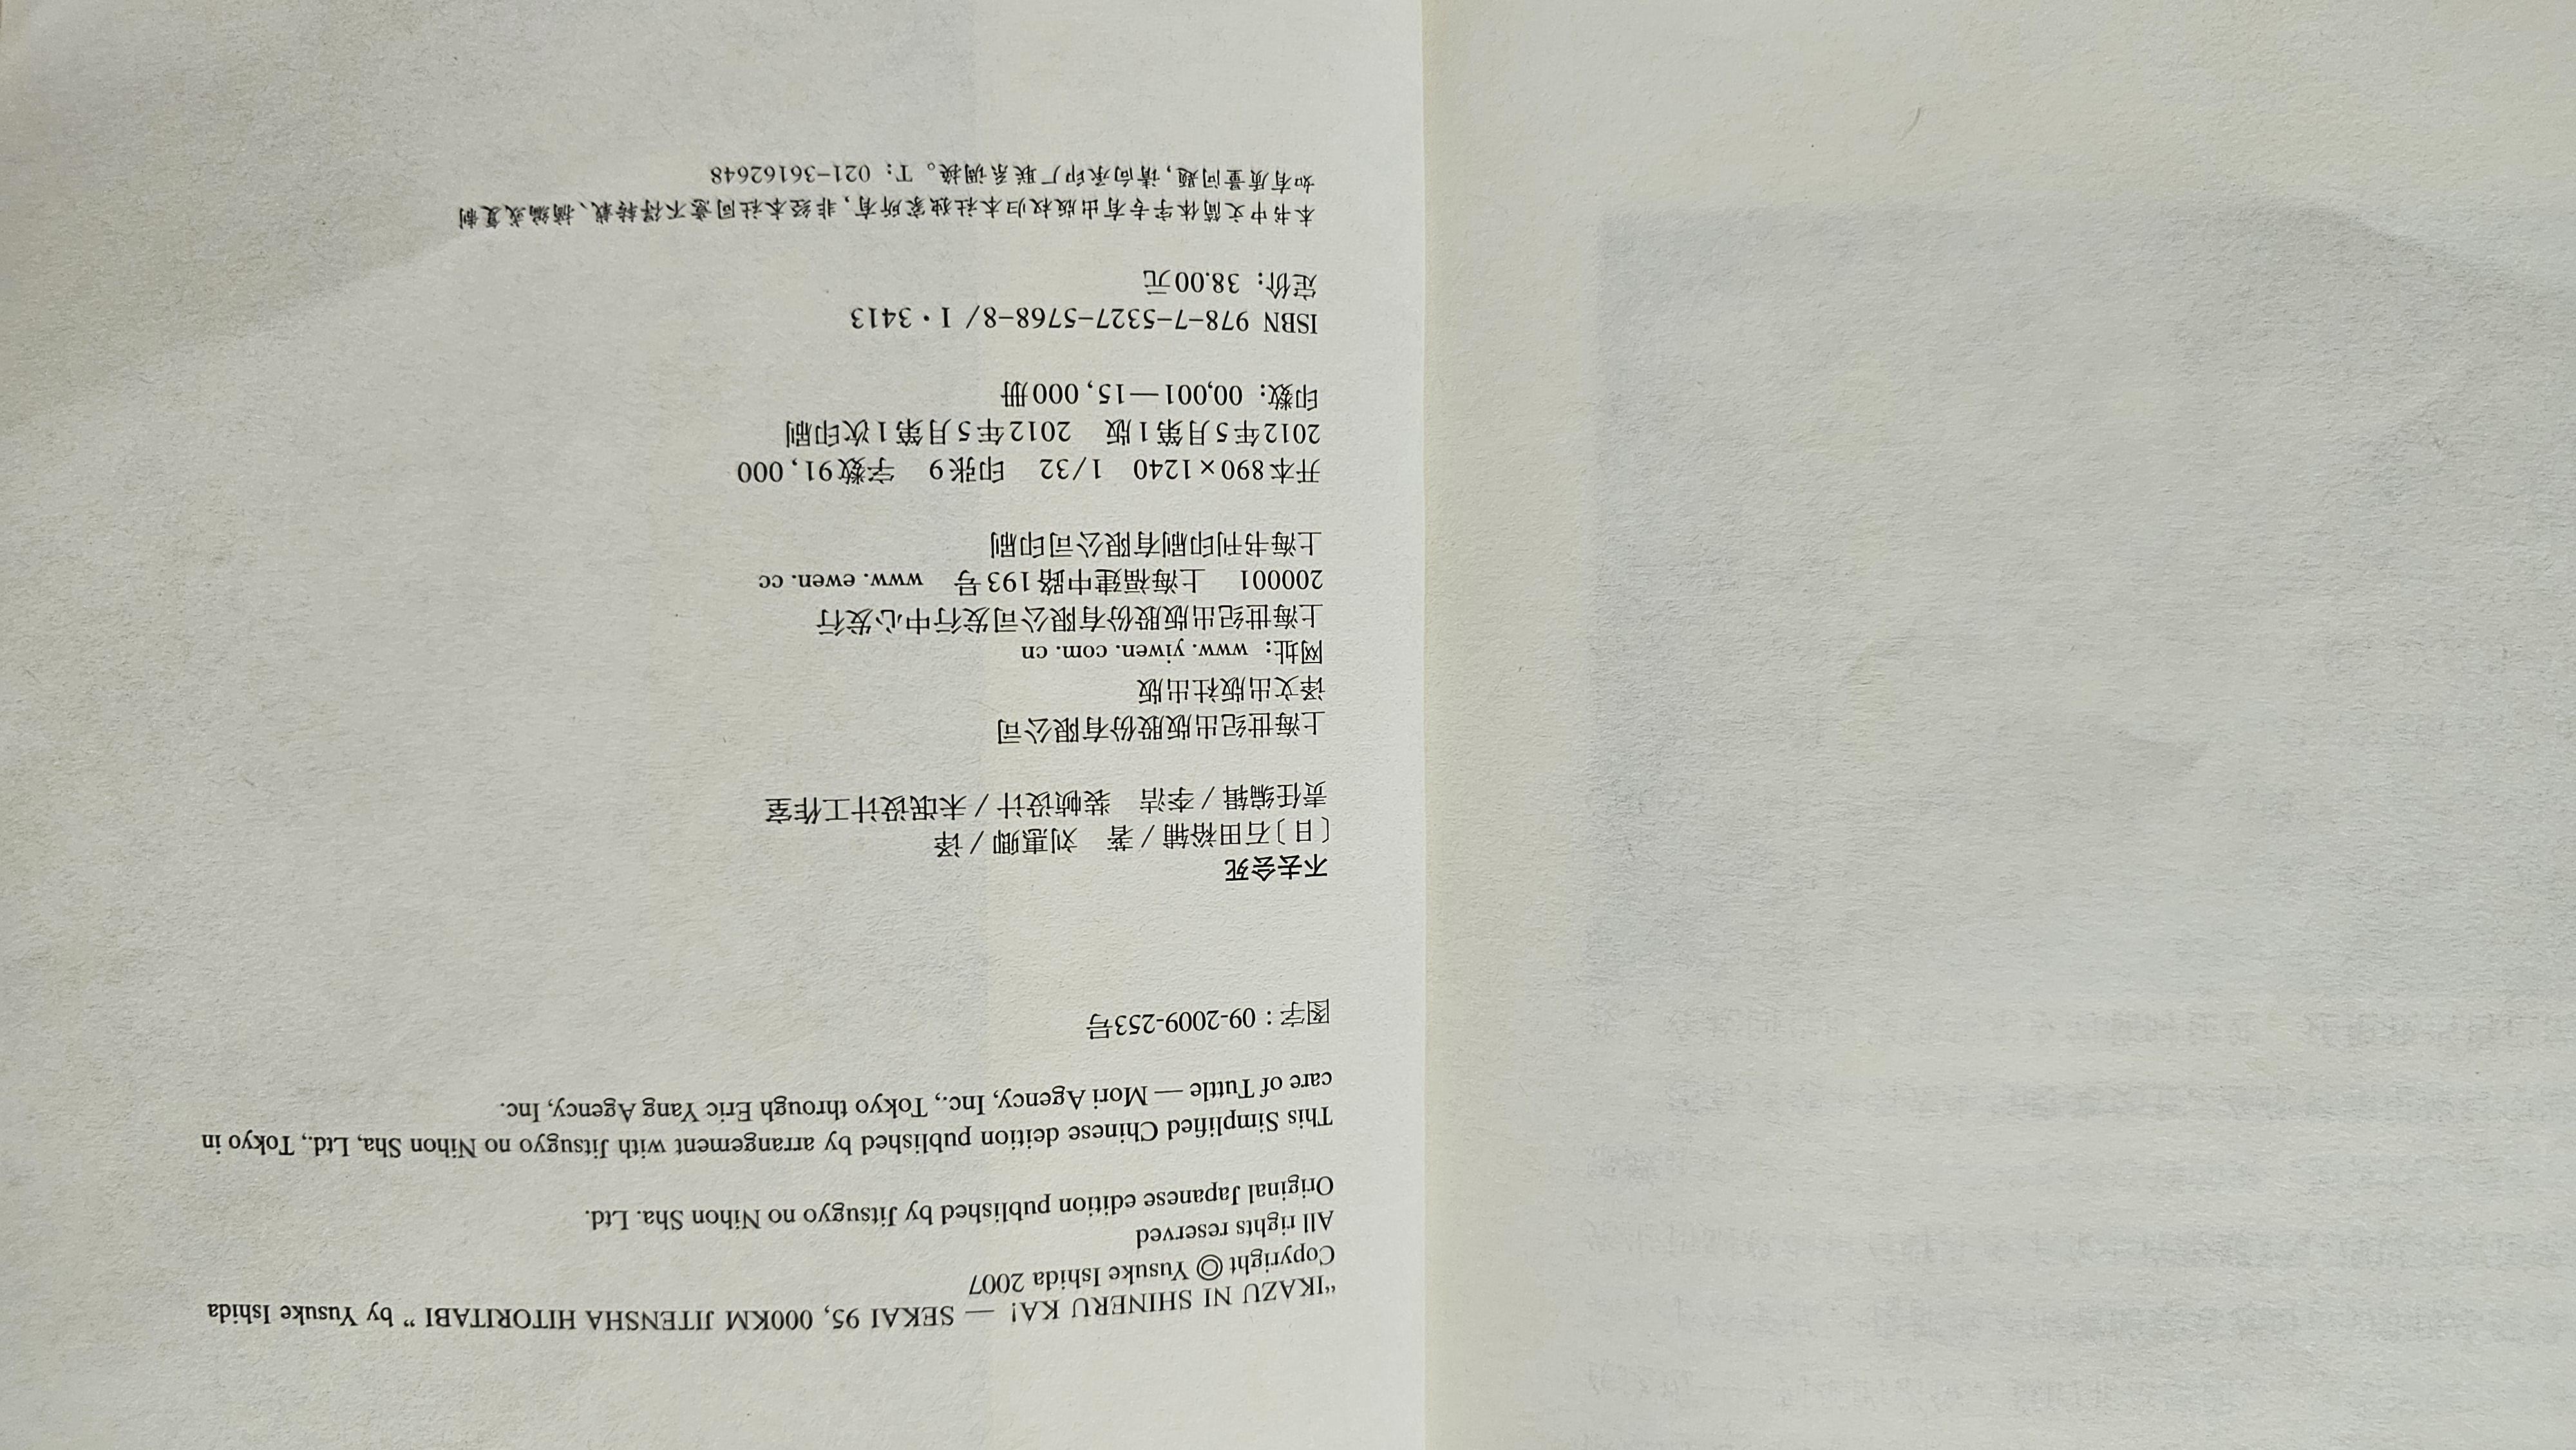 “IKAZU NI SHINERU KA! — SEKAI 95, 000KM JITENSHA HITORITABI ” by Yusuke Ishida
Copyright © Yusuke Ishida 2007
All rights reserved
Original Japanese edition published by Jitsugyo no Nihon Sha. Ltd.
This Simplified Chinese deition published by arrangement with Jitsugyo no Nihon Sha, Ltd., Tokyo in
care of Tuttle — Mori Agency, Inc., Tokyo through Eric Yang Agency, Inc.
图字：09-2009-253号
不去会死
〔日〕石田裕辅／著　刘惠卿／译
责任编辑／李洁　装帧设计／未氓设计工作室
上海世纪出版股份有限公司
译文出版社出版
网址：www. yiwen. com. cn
上海世纪出版股份有限公司发行中心发行
200001　上海福建中路193号　www. ewen. cc
上海书刊印刷有限公司印刷
开本890×1240　1/32　印张9　字数91，000
2012年5月第1版　2012年5月第1次印刷
印数：00,001—15，000册
ISBN 978-7-5327-5768-8/ I・3413
定价：38.00元
本书中文简体字专有出版权归本社独家所有，非经本社同意不得转载、摘编或复制
如有质量问题，请向承印厂联系调换。T：021-36162648